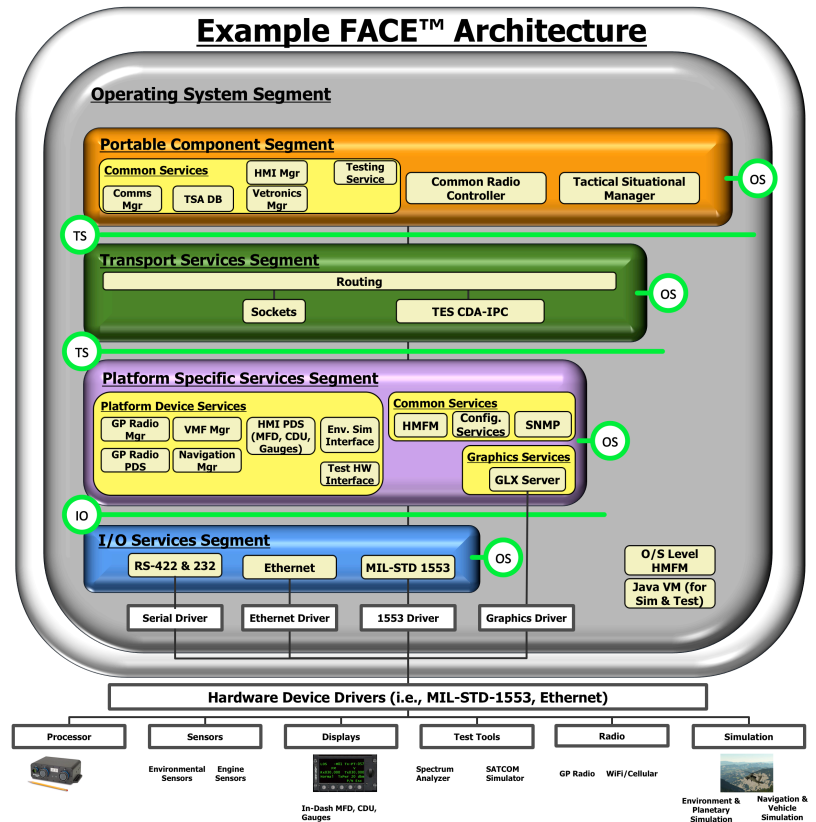 Example FACE™ Architecture
Operating System Segment
Portable Component Segment
Common Services
HMI Mgr
Testing
Service
Comms
Mgr
TSA DB
Vetronics
Mgr
Common Radio
Controller
Tactical Situational
Manager
OS
TS
Transport Services Segment
Routing
Sockets
TES CDA-IPC
OS
TS
Platform Specific Services Segment
Platform Device Services
GP Radio
Mgr
VMF Mgr
HMI PDS
(MFD, CDU,
Gauges)
Env. Sim
Interface
GP Radio
PDS
Navigation
Mgr
Test HW
Interface
Common Services
HMFM
Config.
Services
SNMP
Graphics Services
GLX Server
OS
IO
I/O Services Segment
RS-422 & 232
Ethernet
MIL-STD 1553
OS
O/S Level
HMFM
Java VM (for
Sim & Test)
Serial Driver
Ethernet Driver
1553 Driver
Graphics Driver
Hardware Device Drivers (i.e., MIL-STD-1553, Ethernet)
Processor
Sensors
Displays
Test Tools
Radio
Simulation
Environmental
Sensors
Engine
Sensors
In-Dash MFD, CDU,
Gauges
Spectrum
Analyzer
SATCOM
Simulator
GP Radio
WiFi/Cellular
Environment &
Planetary
Simulation
Navigation &
Vehicle
Simulation